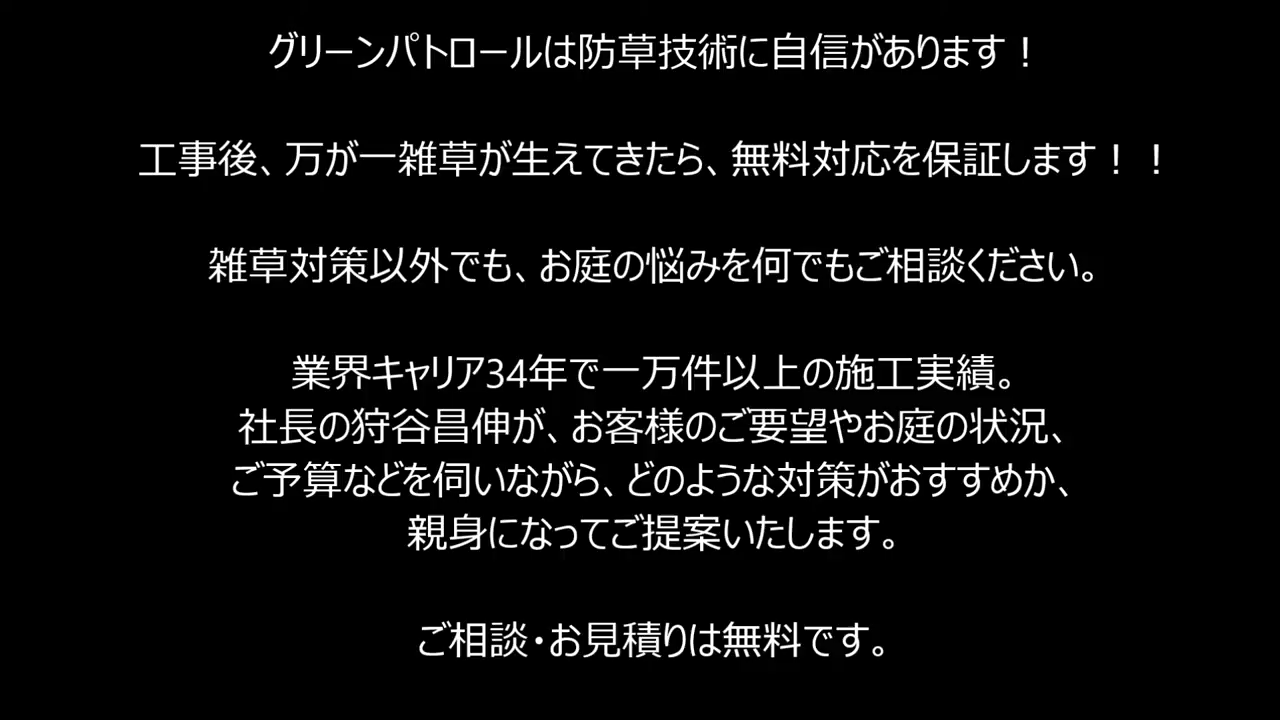 グリーンパトロールは防草技術に自信があります！
工事後、万が一雑草が生えてきたら、無料対応を保証します！！
雑草対策以外でも、お庭の悩みを何でもご相談ください。
業界キャリア34年で一万件以上の施工実績。
社長の狩谷昌伸が、お客様のご要望やお庭の状況、
ご予算などを伺いながら、どのような対策がおすすめか、
親身になってご提案いたします。
ご相談・お見積りは無料です。